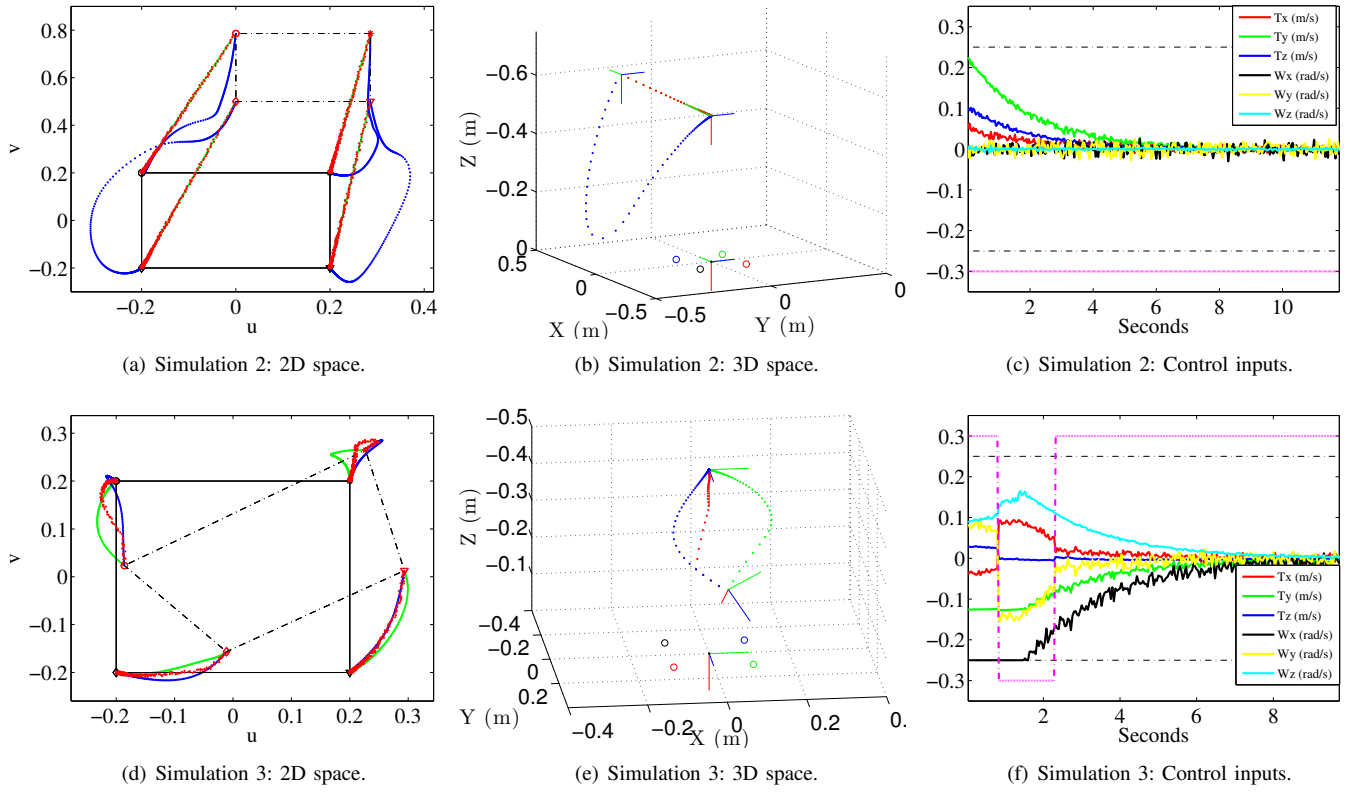 0.8
0.6
0.4
0.2
0
−0.2
v
−0.2
0
0.2
0.4
u
(a) Simulation 2: 2D space.
−0.6
−0.4
−0.2
0
Z (m)
0.5
0
−0.5
X (m)
−0.5
0
0
Y (m)
(b) Simulation 2: 3D space.
0.3
0.2
0.1
0
−0.1
−0.2
−0.3
Tx (m/s)
Ty (m/s)
Tz (m/s)
Wx (rad/s)
Wy (rad/s)
Wz (rad/s)
2
4
6
8
10
Seconds
(c) Simulation 2: Control inputs.
0.3
0.2
0.1
0
−0.1
−0.2
v
−0.2
−0.1
0
0.1
0.2
0.3
u
(d) Simulation 3: 2D space.
−0.5
−0.4
−0.3
−0.2
−0.1
Z (m)
−0.4
−0.2
0
0.2
Y (m)
−0.4
−0.2
0
0.2
0.
X (m)
(e) Simulation 3: 3D space.
0.3
0.2
0.1
0
−0.1
−0.2
−0.3
Tx (m/s)
Ty (m/s)
Tz (m/s)
Wx (rad/s)
Wy (rad/s)
Wz (rad/s)
2
4
6
8
Seconds
(f) Simulation 3: Control inputs.